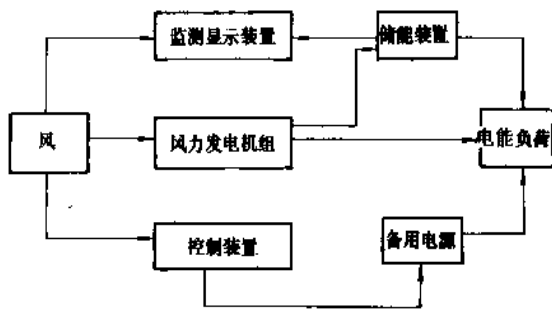 监测显示装置
储能装置
风
风力发电机组
电能负荷
控制装置
备用电源